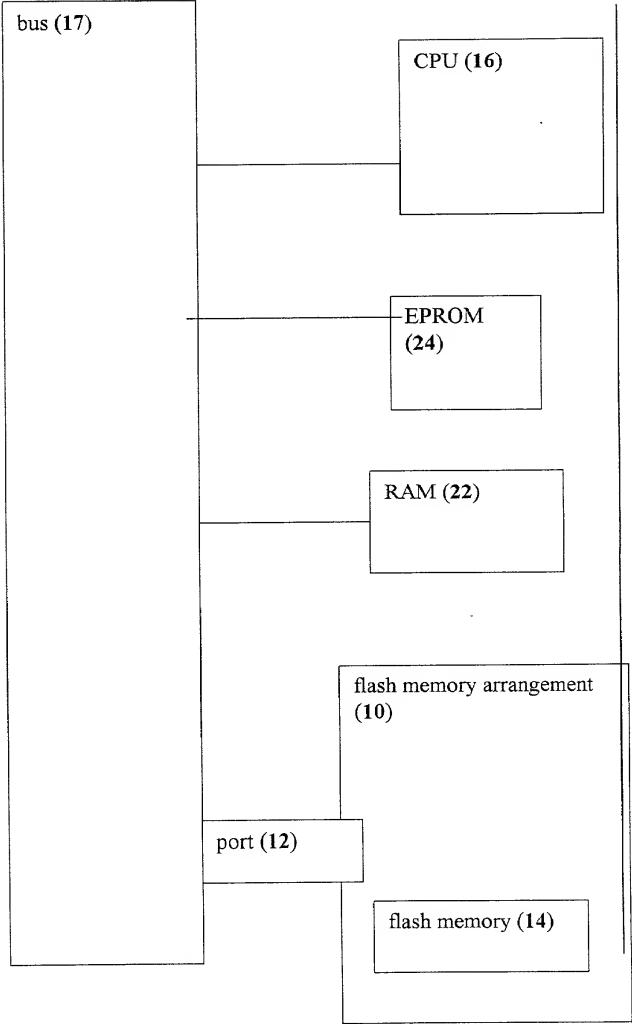 bus (17)
CPU (16)
EPROM
(24)
RAM (22)
flash memory arrangement
(10)
port (12)
flash memory (14)